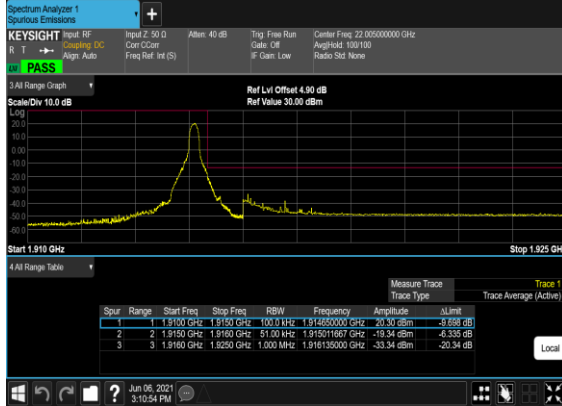 Spectrum Analyzer 1
Spurious Emissions
+
KEYSIGHT Input: RF Input Z: 50 Ω Atten: 40 dB Trig: Free Run Center Freq: 22.005000000 GHz
R T Coupling: DC Corr CCorr Gate: Off Avg|Hold: 100/100
Align: Auto Freq Ref: Int (S) IF Gain: Low Radio Std: None
PASS
3 All Range Graph
Ref Lvl Offset 4.90 dB
Scale/Div 10.0 dB Ref Value 30.00 dBm
Log
20.0
10.0
0.00
-10.0
-20.0
-30.0
-40.0
-50.0
-60.0
Start 1.910 GHz Stop 1.925 GH
4 All Range Table
Measure Trace Trace 1
Trace Type Trace Average (Active)
Spur Range Start Freq Stop Freq RBW Frequency Amplitude ΔLimit
1 1 1.9100 GHz 1.9150 GHz 100.0 kHz 1.914650000 GHz 20.30 dBm -9.698 dB
2 2 1.9150 GHz 1.9160 GHz 51.00 kHz 1.915011667 GHz -19.34 dBm -6.335 dB
3 3 1.9160 GHz 1.9250 GHz 1.000 MHz 1.916135000 GHz -33.34 dBm -20.34 dB
Local
? Jun 06, 2021
3:10:54 PM